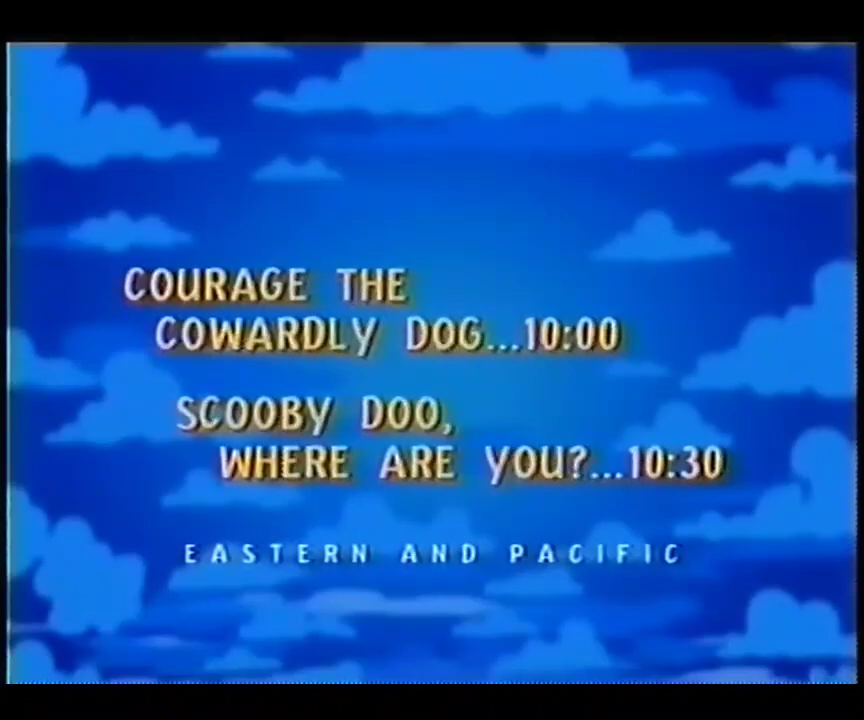 COURAGE THE
COWARDLY DOG...10:00
SCOOBY DOO,
WHERE ARE YOU?...10:30
EASTERN AND PACIFIC